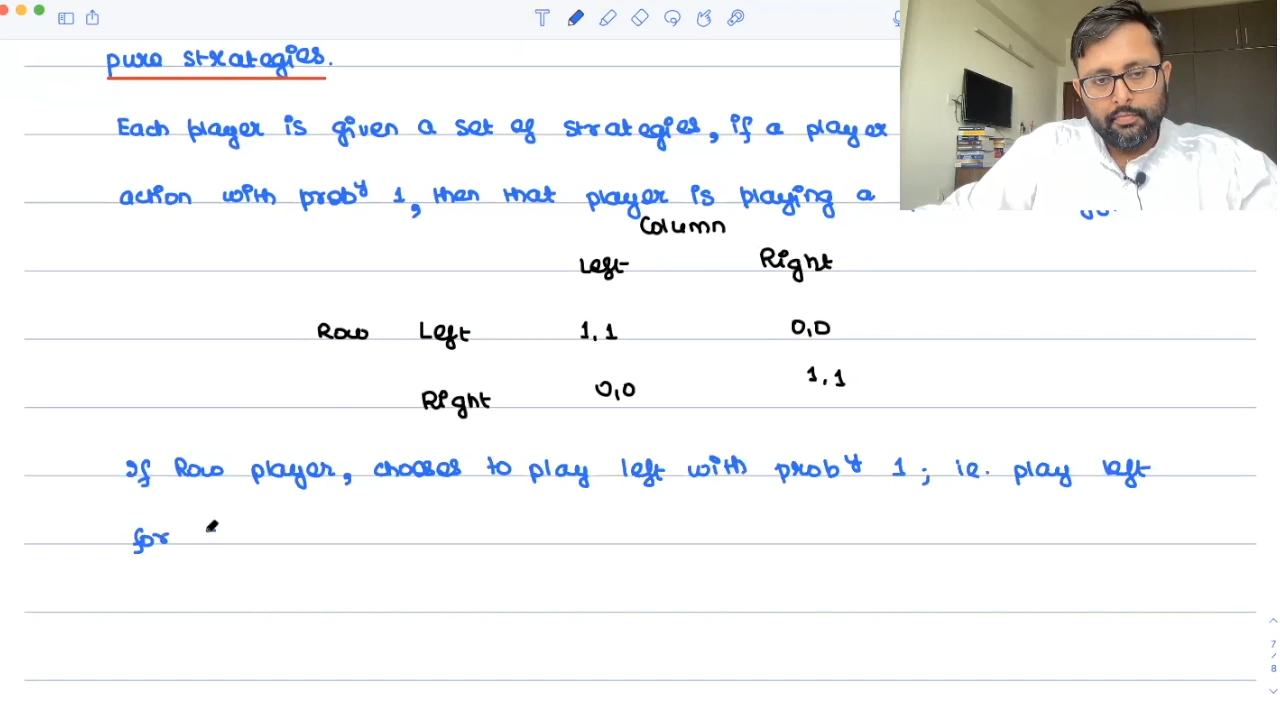 pure strategies.
Each player is given a set of strategies, if a player
action with prob^y 1, then that player is playing a
Column
Left Right
Row Left 1,1 0,0
Right 0,0 1,1
If Row player, chooses to play left with prob^y 1; ie. play left
for
7
/
8